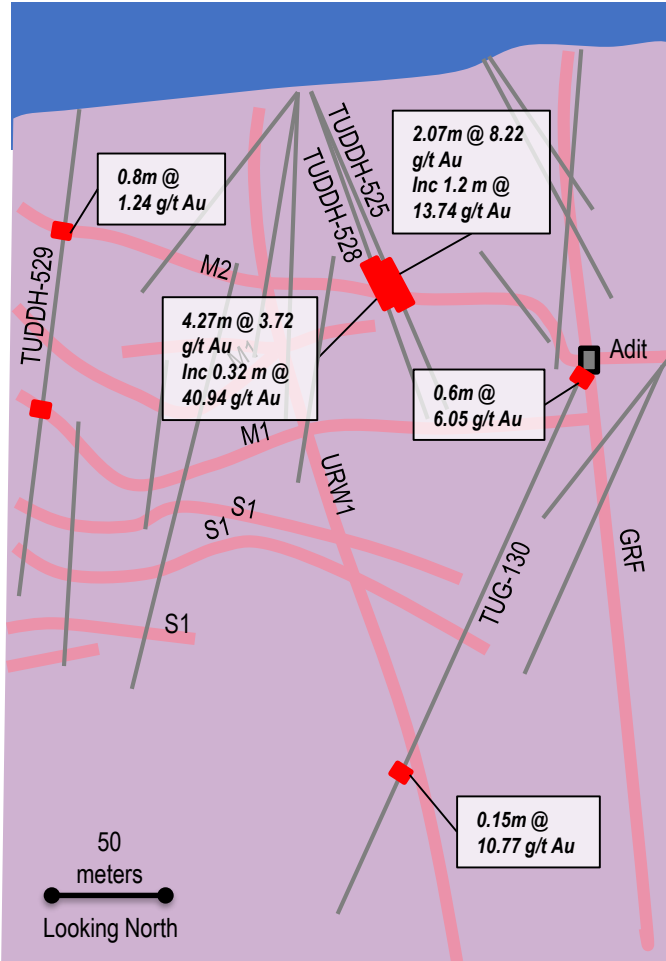 TUDDH-525
TUDDH-528
2.07m @ 8.22
g/t Au
Inc 1.2 m @
13.74 g/t Au
0.8m @
1.24 g/t Au
TUDDH-529
M2
4.27m @ 3.72
g/t Au
Inc 0.32 m @
40.94 g/t Au
M1
Adit
0.6m @
6.05 g/t Au
M1
URW1
S1
S1
GRF
TUG-130
S1
0.15m @
10.77 g/t Au
50
meters
Looking North